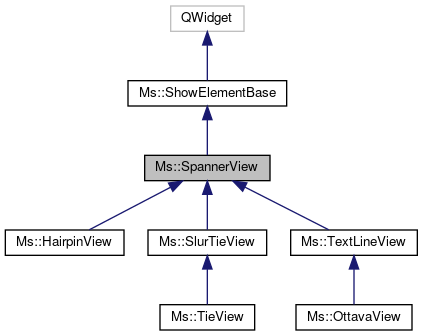 QWidget
Ms::ShowElementBase
Ms::SpannerView
Ms::HairpinView
Ms::SlurTieView
Ms::TextLineView
Ms::TieView
Ms::OttavaView